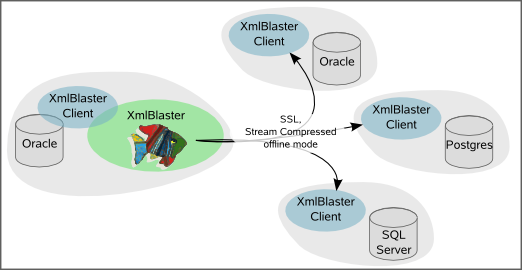 XmlBlaster
Client
Oracle
XmlBlaster
Client
XmlBlaster
Oracle
SSL,
Stream Compressed
offline mode
XmlBlaster
Client
Postgres
XmlBlaster
Client
SQL
Server